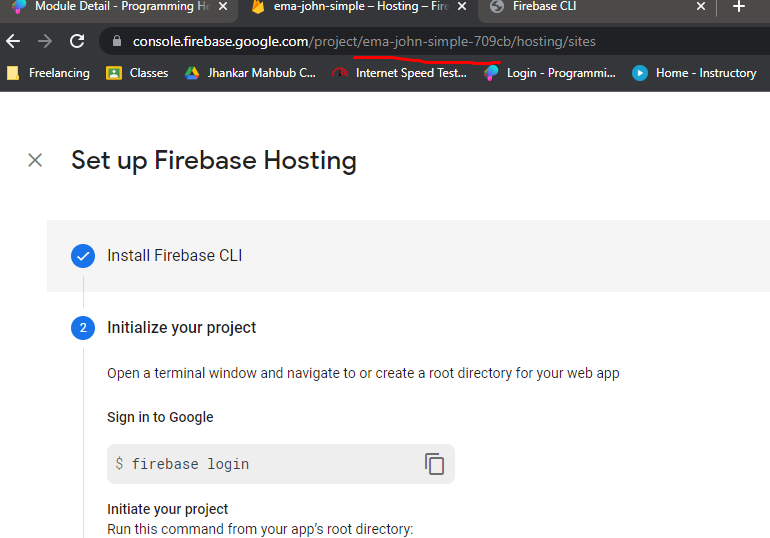 Module Detail - Programming He
ema-john-simple – Hosting – Fire
Firebase CLI
console.firebase.google.com/project/ema-john-simple-709cb/hosting/sites
Freelancing
Classes
Jhankar Mahbub C...
Internet Speed Test...
Login - Programmi...
Home - Instructory
Set up Firebase Hosting
Install Firebase CLI
2 Initialize your project
Open a terminal window and navigate to or create a root directory for your web app
Sign in to Google
$ firebase login
Initiate your project
Run this command from your app's root directory: